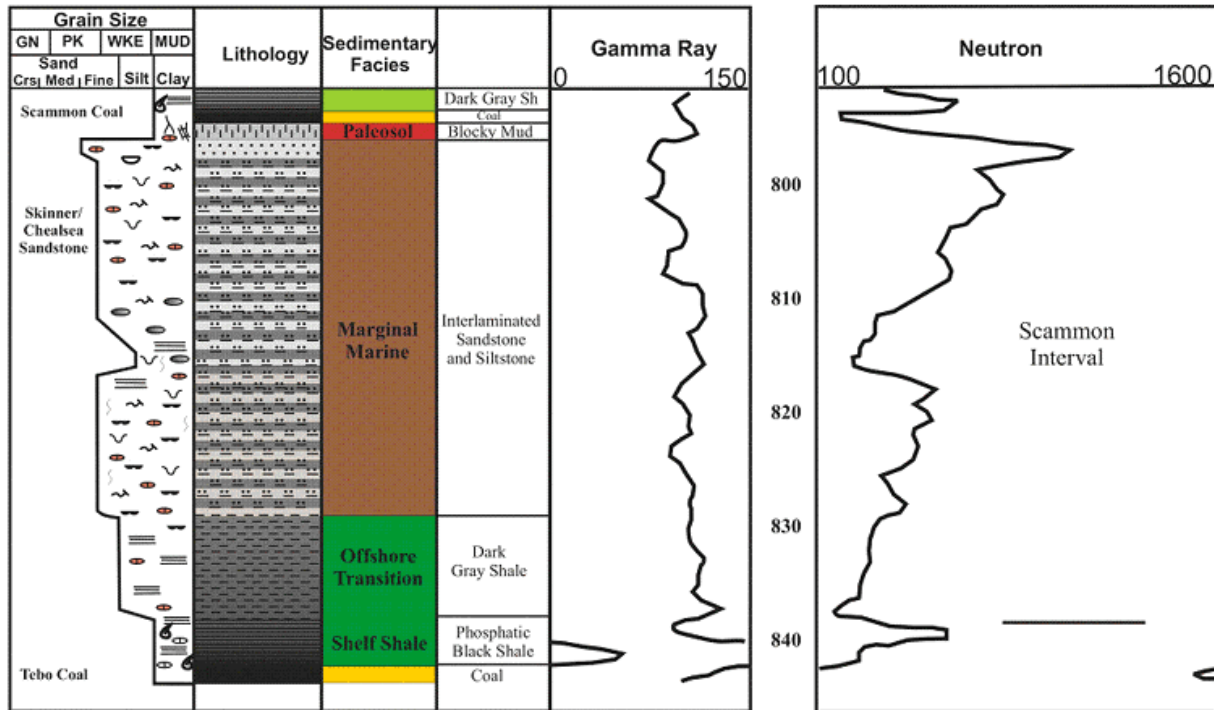 Grain Size
GN PK WKE MUD
Sand
Crs Med Fine Silt Clay
Lithology
Sedimentary
Facies
Gamma Ray
0 150
Neutron
100 1600
Scammon Coal
Dark Gray Sh
Coal
Paleosol
Blocky Mud
800
Skinner/
Chealsea
Sandstone
810
Marginal
Marine
Interlaminated
Sandstone
and Siltstone
Scammon
Interval
820
830
Offshore
Transition
Dark
Gray Shale
Shelf Shale
Phosphatic
Black Shale
840
Tebo Coal
Coal